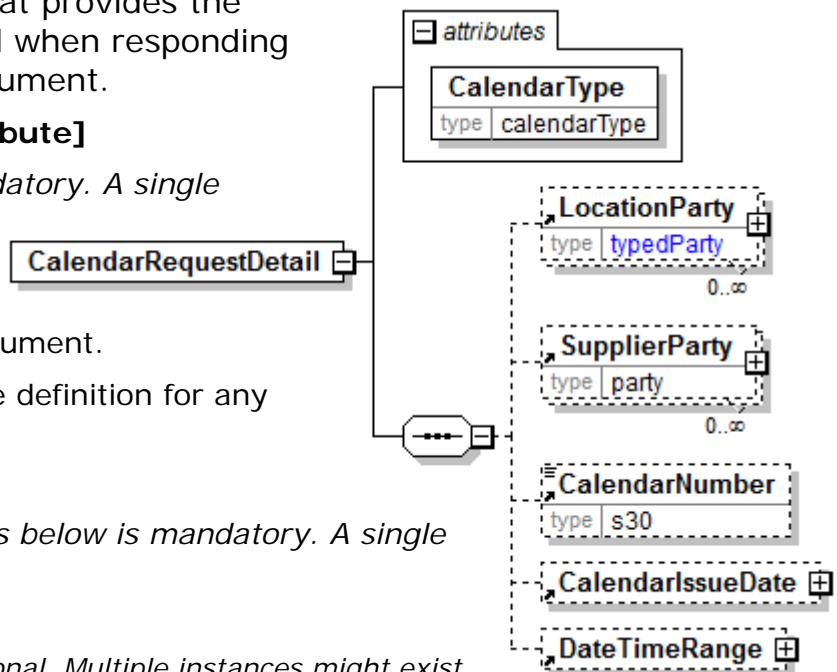 at provides the
when responding
ument.
bute]
datory. A single
ument.
e definition for any
s below is mandatory. A single
onal. Multiple instances might exist
attributes
CalendarType
type calendarType
CalendarRequestDetail
LocationParty
type typedParty
0..∞
SupplierParty
type party
0..∞
CalendarNumber
type s30
CalendarIssueDate
DateTimeRange